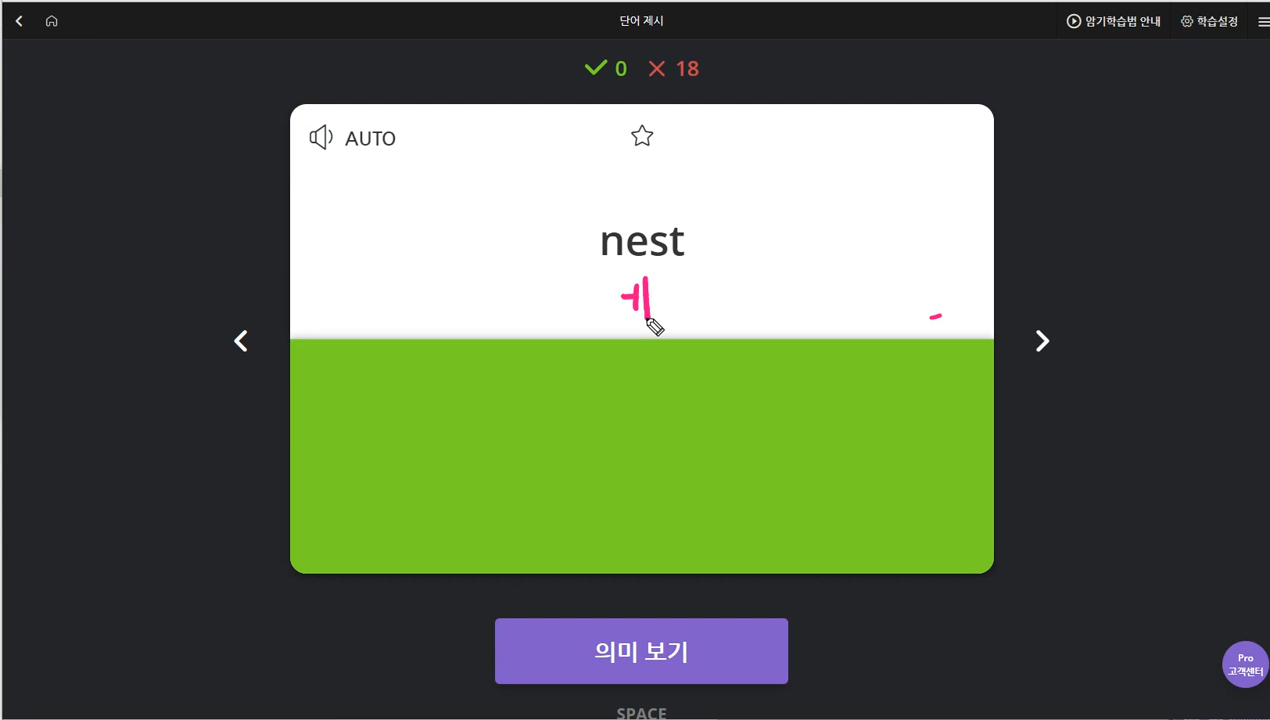 단어 제시
암기학습법 안내
학습설정
0
18
AUTO
nest
ㅔ
의미 보기
Pro
고객센터
SPACE